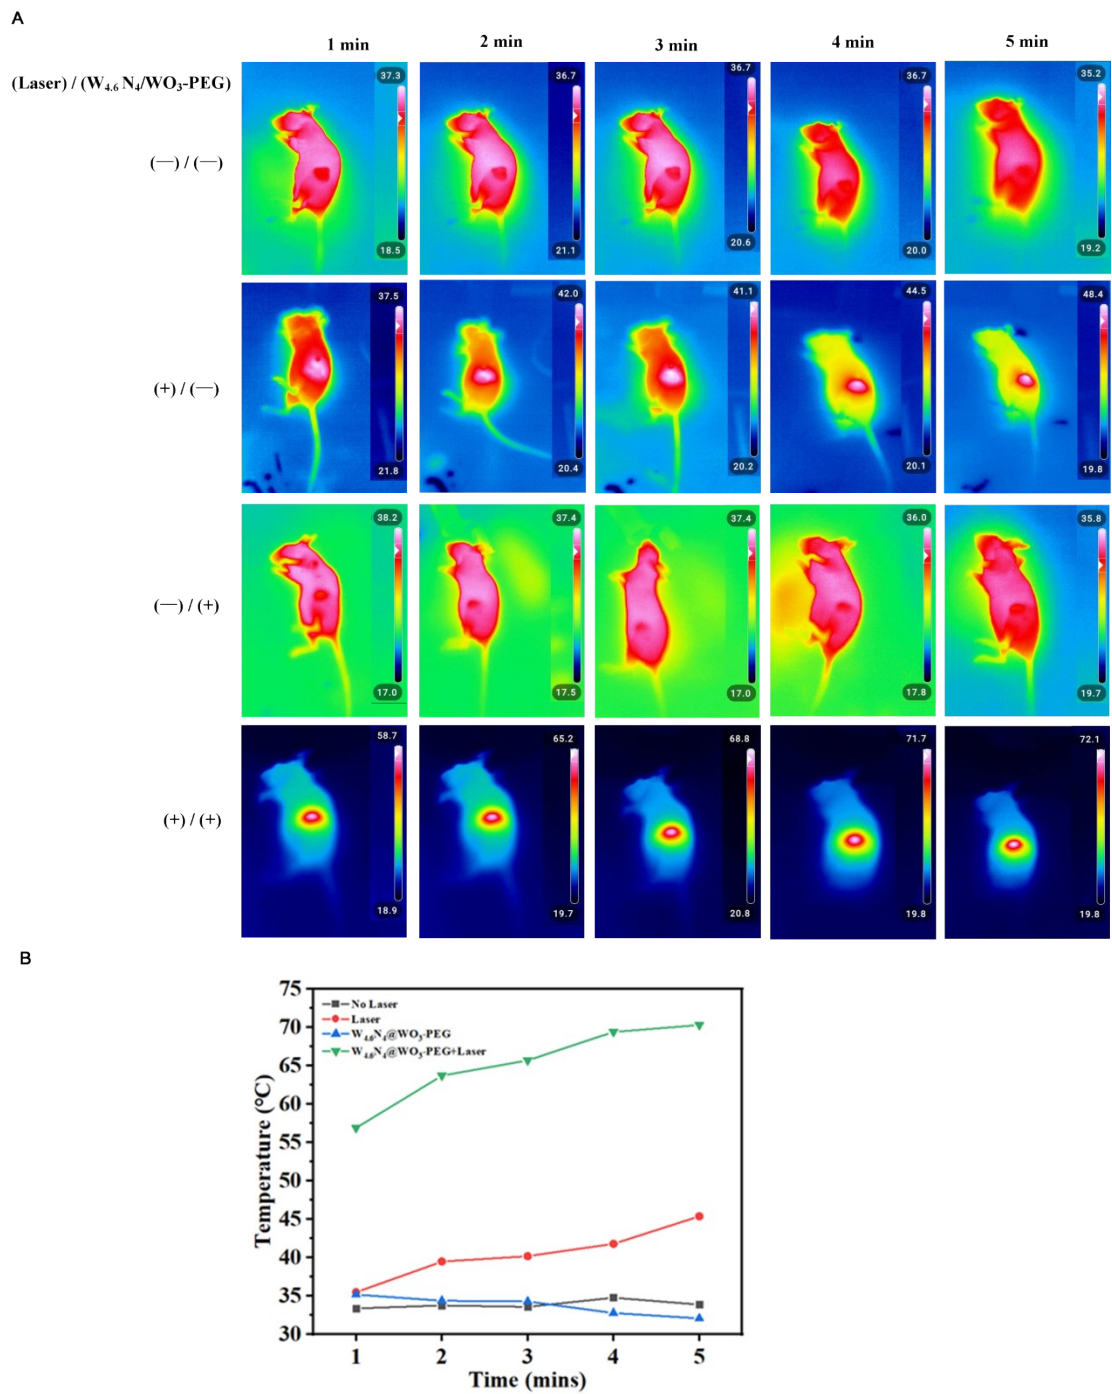 A
1 min 2 min 3 min 4 min 5 min
(Laser) / (W4.6 N4/WO3-PEG)
37.3 36.7 36.7 36.7 35.2
(—) / (—)
18.5 21.1 20.6 20.0 19.2
37.5 42.0 41.1 44.5 48.4
(+) / (—)
21.8 20.4 20.2 20.1 19.8
38.2 37.4 37.4 36.0 35.8
(—) / (+)
17.0 17.5 17.0 17.8 19.7
58.7 65.2 68.8 71.7 72.1
(+) / (+)
18.9 19.7 20.8 19.8 19.8
B
Temperature (°C)
75
70
65
60
55
50
45
40
35
30
No Laser
Laser
W4.6N4@WO3-PEG
W4.6N4@WO3-PEG+Laser
1 2 3 4 5
Time (mins)